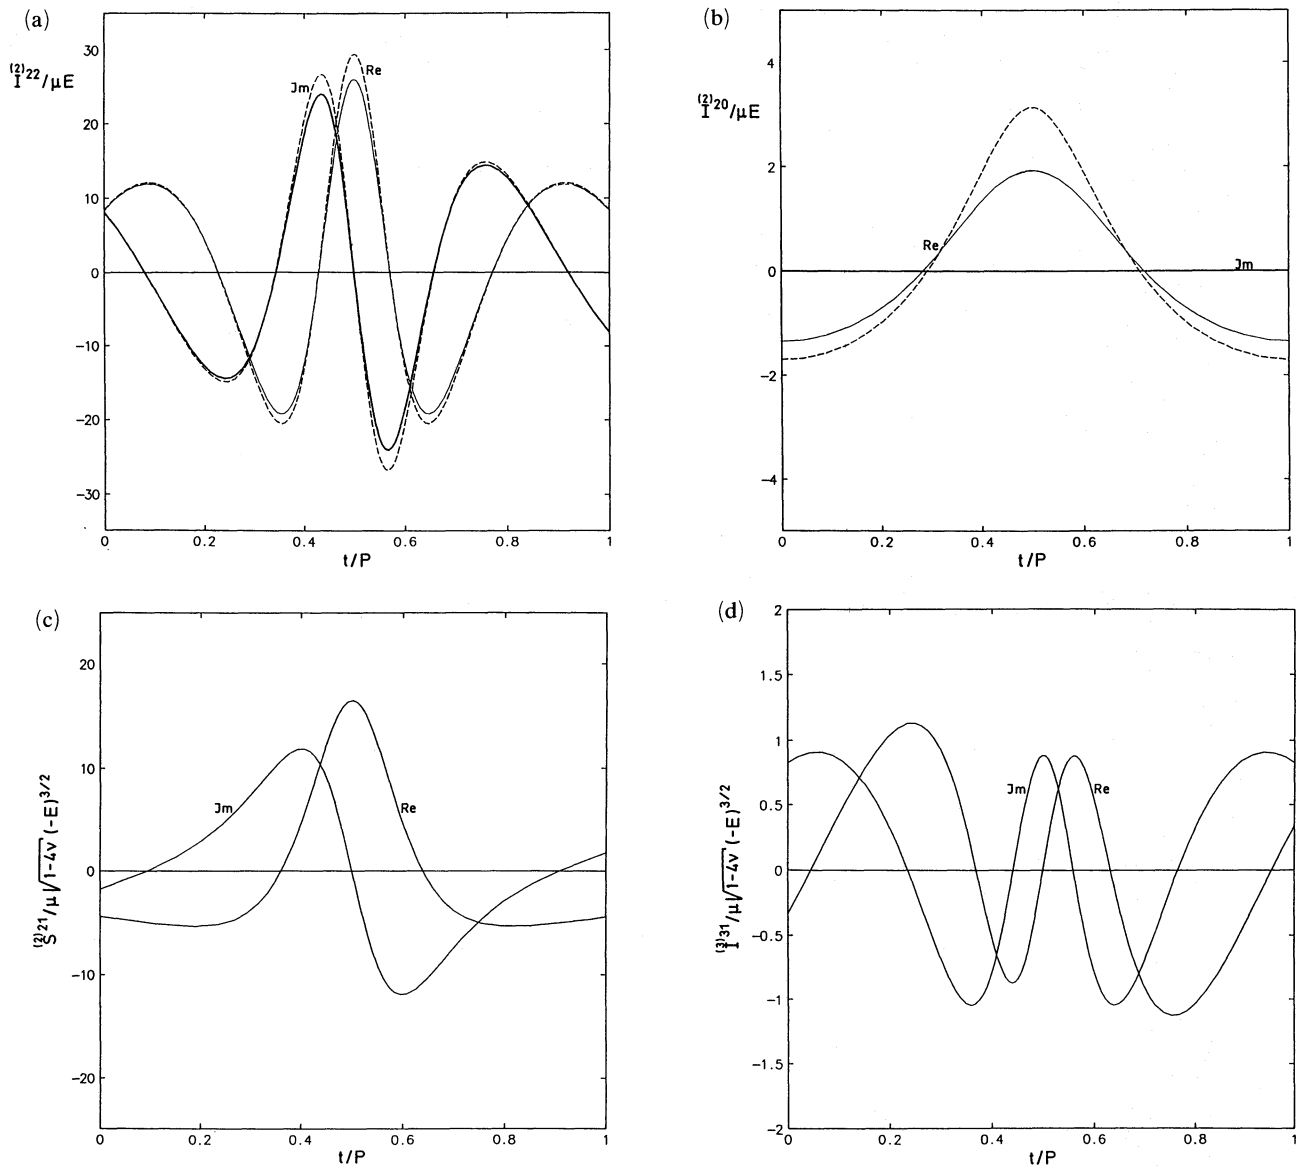 (a)
30
(2)
I22/μE
Re
Jm
20
10
0
-10
-20
-30
0 0.2 0.4 0.6 0.8 1
t/P
(b)
4
(2)
I20/μE
2
Re
Jm
0
-2
-4
0 0.2 0.4 0.6 0.8 1
t/P
(c)
20
10
Jm
Re
0
-10
-20
(2)
S21/μ√1-4ν (-E)3/2
0 0.2 0.4 0.6 0.8 1
t/P
(d)
2
1.5
1
Jm
Re
0.5
0
-0.5
-1
-1.5
-2
(3)
I31/μ√1-4ν (-E)3/2
0 0.2 0.4 0.6 0.8 1
t/P